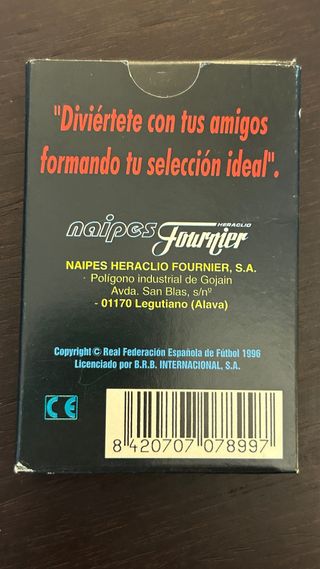 "Diviértete con tus amigos
formando tu selección ideal".
naipes HERACLIO Fournier
NAIPES HERACLIO FOURNIER, S.A.
Polígono industrial de Gojain
Avda. San Blas, s/nº
- 01170 Legutiano (Alava)
Copyright © Real Federación Española de Fútbol 1996
Licenciado por B.R.B. INTERNACIONAL, S.A.
CE
8 420707 078997